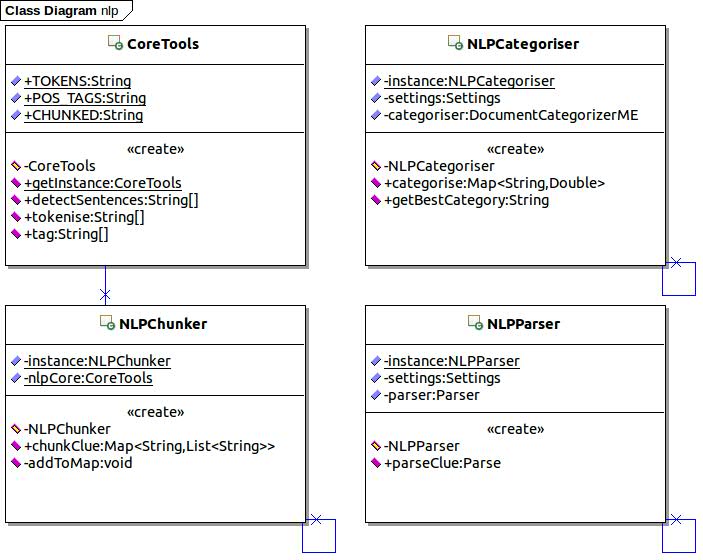 Class Diagram nlp
CoreTools
+TOKENS:String
+POS_TAGS:String
+CHUNKED:String
«create»
-CoreTools
+getInstance:CoreTools
+detectSentences:String[]
+tokenise:String[]
+tag:String[]
NLPCategoriser
-instance:NLPCategoriser
-settings:Settings
-categoriser:DocumentCategorizerME
«create»
-NLPCategoriser
+categorise:Map<String,Double>
+getBestCategory:String
NLPChunker
-instance:NLPChunker
-nlpCore:CoreTools
«create»
-NLPChunker
+chunkClue:Map<String,List<String>>
-addToMap:void
NLPParser
-instance:NLPParser
-settings:Settings
-parser:Parser
«create»
-NLPParser
+parseClue:Parse